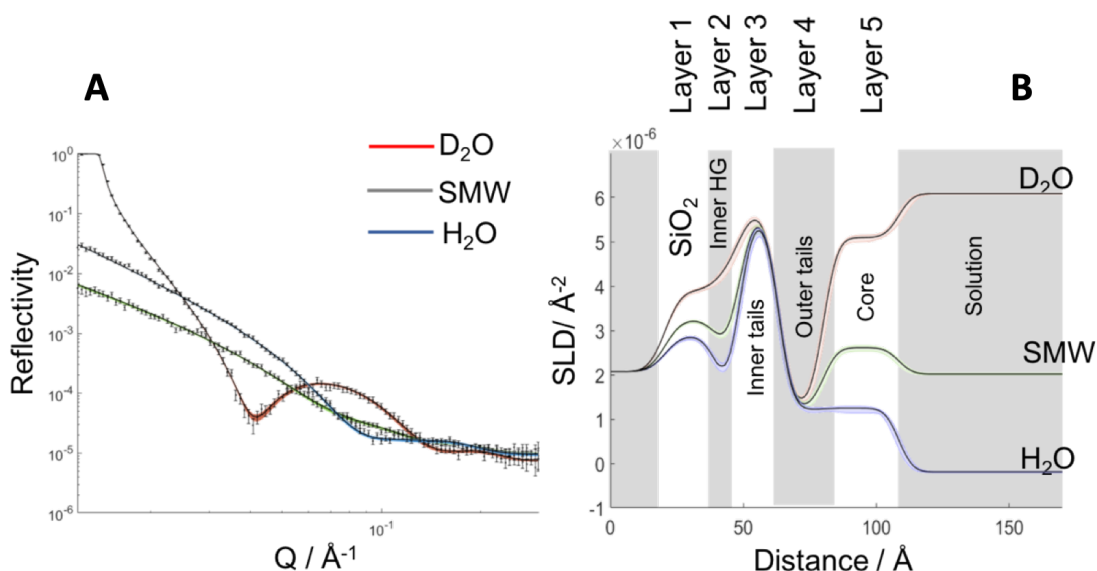 A
D₂O
SMW
H₂O
10⁰
10⁻¹
10⁻²
10⁻³
10⁻⁴
10⁻⁵
10⁻⁶
10⁻¹
Reflectivity
Q / Å⁻¹
Layer 1
Layer 2
Layer 3
Layer 4
Layer 5
B
×10⁻⁶
6
5
4
3
2
1
0
-1
SLD/ Å⁻²
SiO₂
Inner HG
Inner tails
Outer tails
Core
Solution
D₂O
SMW
H₂O
0
50
100
150
Distance / Å